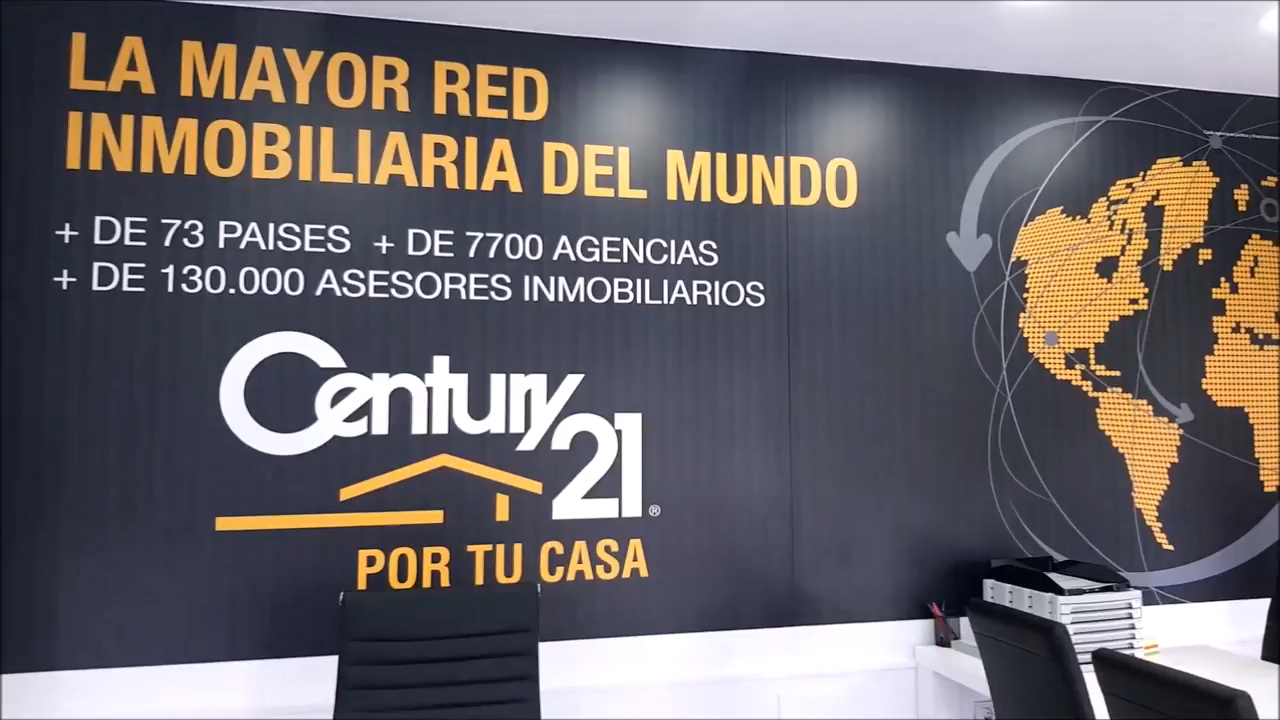 LA MAYOR RED
INMOBILIARIA DEL MUNDO
+ DE 73 PAISES + DE 7700 AGENCIAS
+ DE 130.000 ASESORES INMOBILIARIOS
Century
21®
POR TU CASA